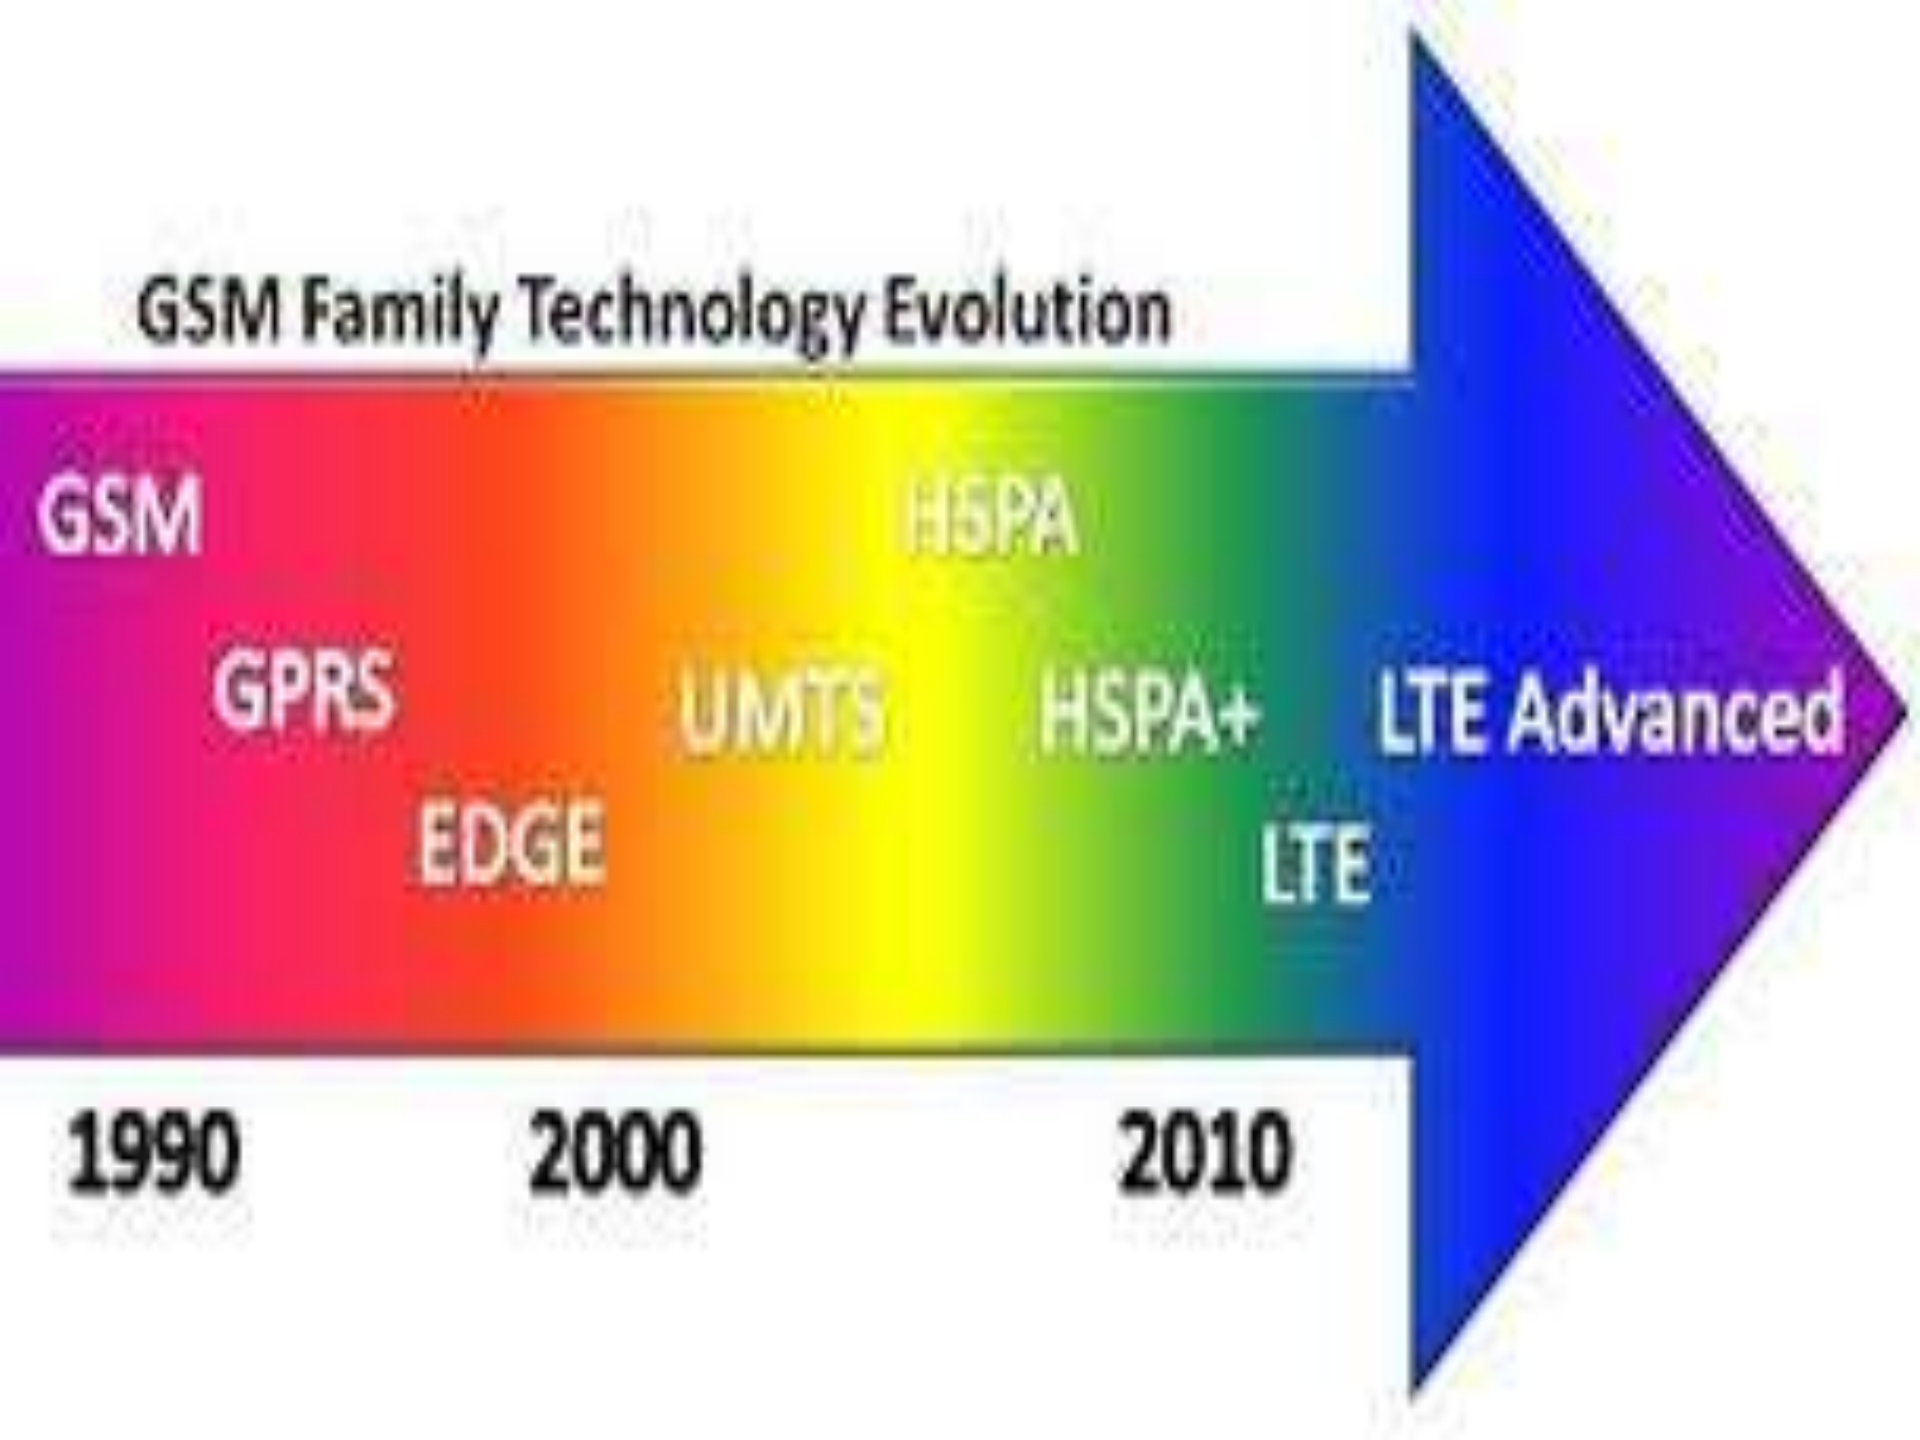 GSM Family Technology Evolution
GSM
HSPA
GPRS
UMTS
HSPA+
LTE Advanced
EDGE
LTE
1990
2000
2010